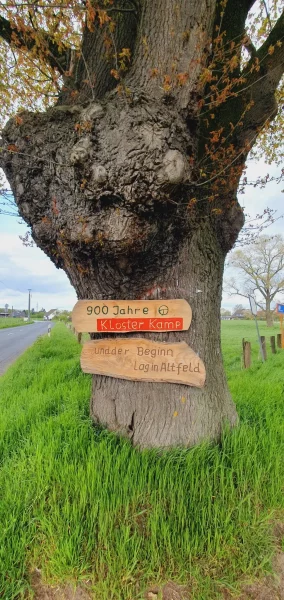 900 Jahre
Kloster Kamp
Und der Beginn
lag in Altfeld